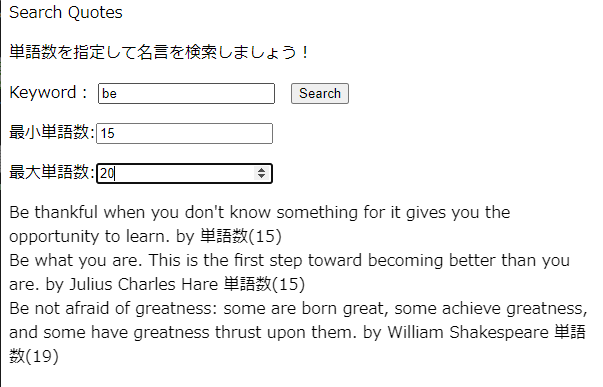 Search Quotes
単語数を指定して名言を検索しましょう！
Keyword： be Search
最小単語数:15
最大単語数:20
Be thankful when you don't know something for it gives you the
opportunity to learn. by 単語数(15)
Be what you are. This is the first step toward becoming better than you
are. by Julius Charles Hare 単語数(15)
Be not afraid of greatness: some are born great, some achieve greatness,
and some have greatness thrust upon them. by William Shakespeare 単語
数(19)